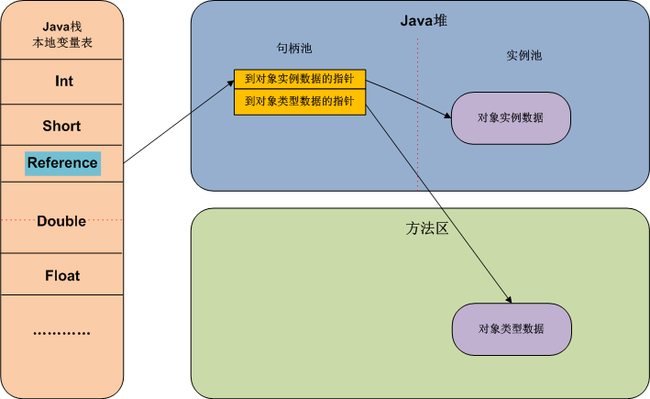 Java栈
本地变量表
Int
Short
Reference
Double
Float
…………
Java堆
句柄池
实例池
到对象实例数据的指针
到对象类型数据的指针
对象实例数据
方法区
对象类型数据